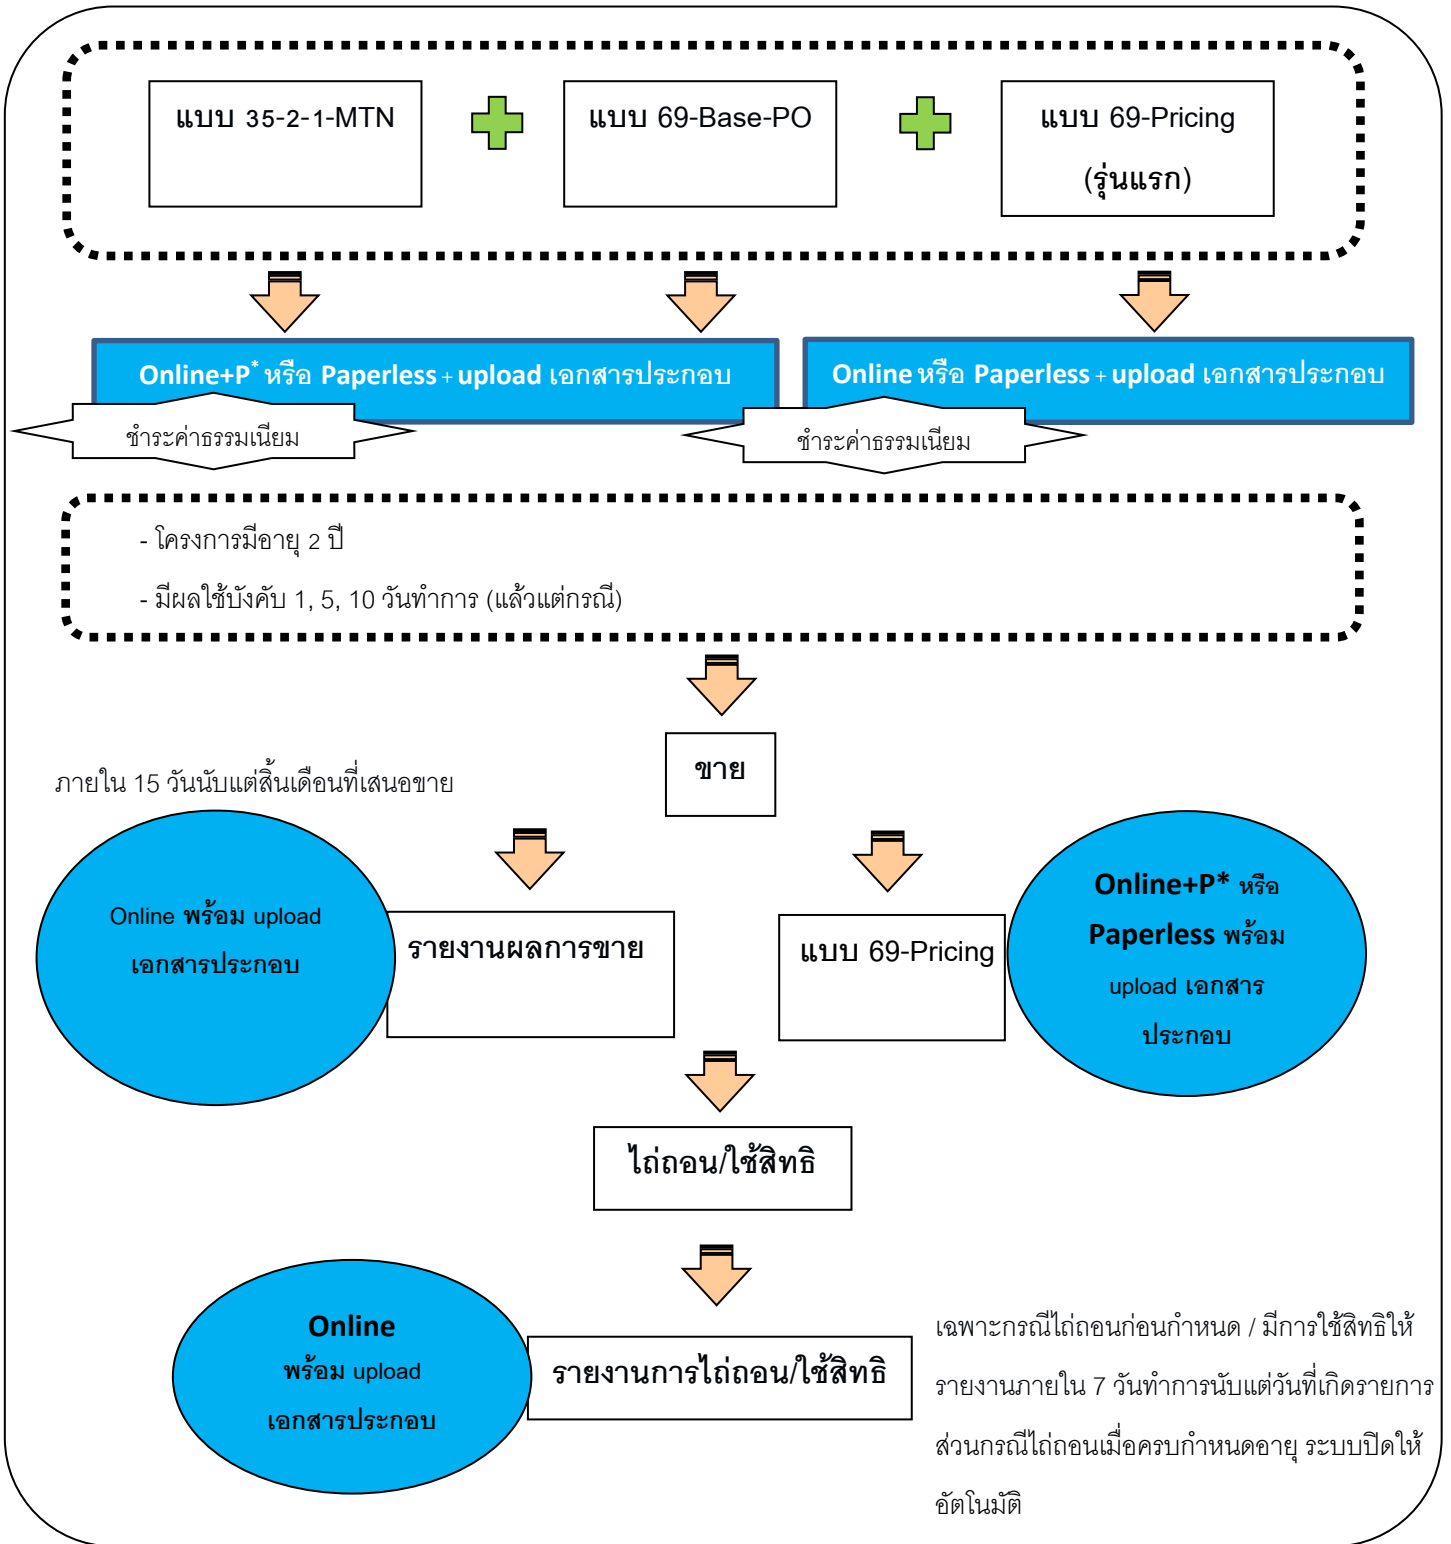 แบบ 35-2-1-MTN
แบบ 69-Base-PO
แบบ 69-Pricing
(รุ่นแรก)
Online+P* หรือ Paperless + upload เอกสารประกอบ
Online หรือ Paperless + upload เอกสารประกอบ
ชำระค่าธรรมเนียม
ชำระค่าธรรมเนียม
- โครงการมีอายุ 2 ปี
- มีผลใช้บังคับ 1, 5, 10 วันทำการ (แล้วแต่กรณี)
ขาย
ภายใน 15 วันนับแต่สิ้นเดือนที่เสนอขาย
Online พร้อม upload
เอกสารประกอบ
รายงานผลการขาย
แบบ 69-Pricing
Online+P* หรือ
Paperless พร้อม
upload เอกสาร
ประกอบ
ไถ่ถอน/ใช้สิทธิ
Online
พร้อม upload
เอกสารประกอบ
รายงานการไถ่ถอน/ใช้สิทธิ
เฉพาะกรณีไถ่ถอนก่อนกำหนด / มีการใช้สิทธิให้
รายงานภายใน 7 วันทำการนับแต่วันที่เกิดรายการ
ส่วนกรณีไถ่ถอนเมื่อครบกำหนดอายุ ระบบปิดให้
อัตโนมัติ